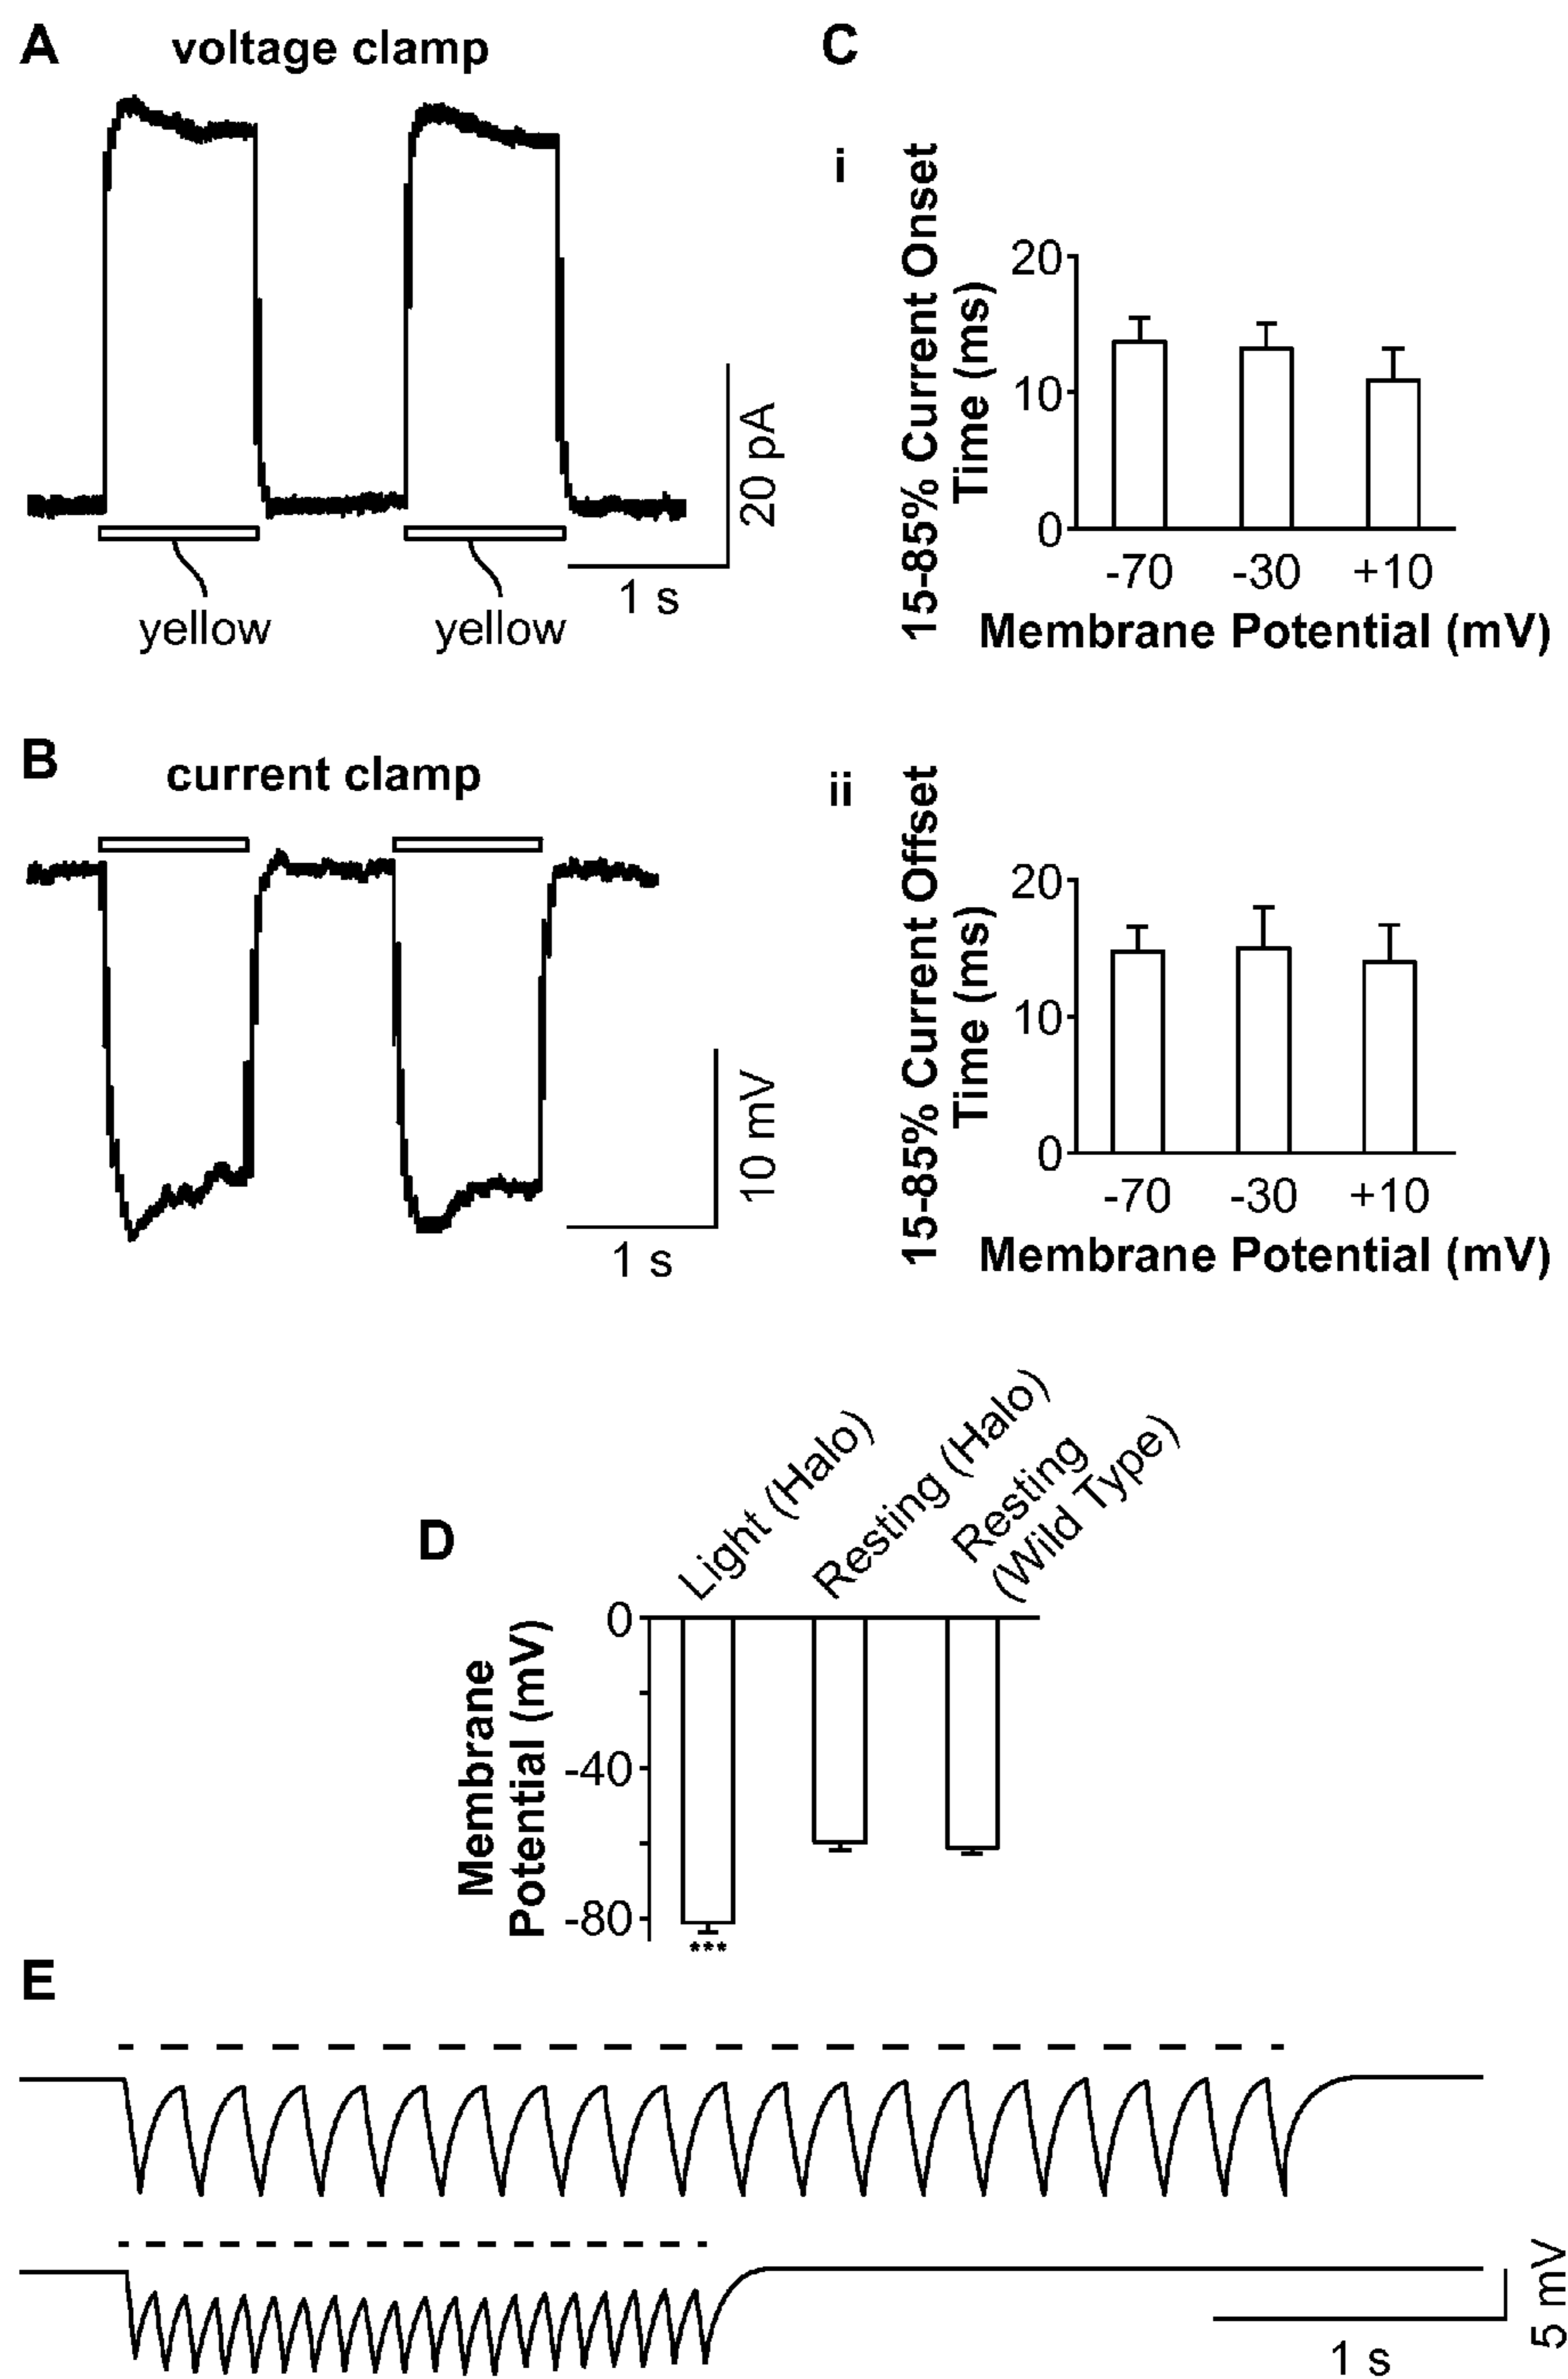 A
voltage clamp
20 pA
1 s
yellow
yellow
B
current clamp
10 mV
1 s
C
i
15-85% Current Onset
Time (ms)
20
10
0
-70
-30
+10
Membrane Potential (mV)
ii
15-85% Current Offset
Time (ms)
20
10
0
-70
-30
+10
Membrane Potential (mV)
D
Light (Halo)
Resting (Halo)
Resting
(Wild Type)
Membrane
Potential (mV)
0
-40
-80
***
E
5 mV
1 s